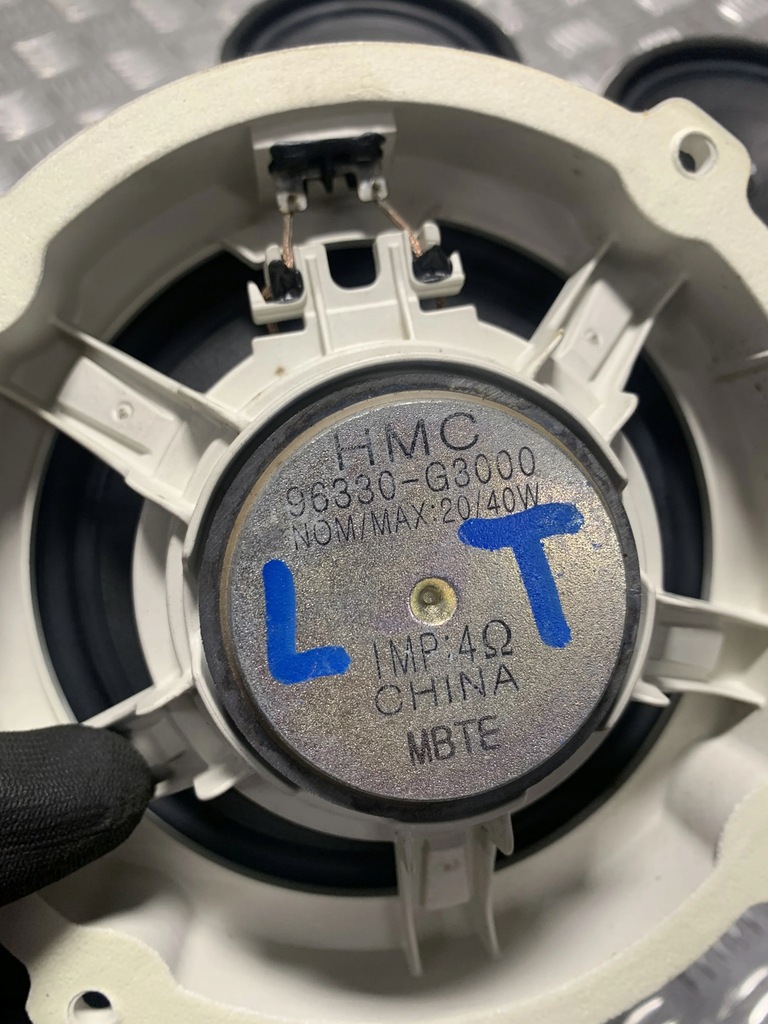 HMC
96330-G3000
NOM/MAX:20/40W
L T
IMP:4Ω
CHINA
MBTE